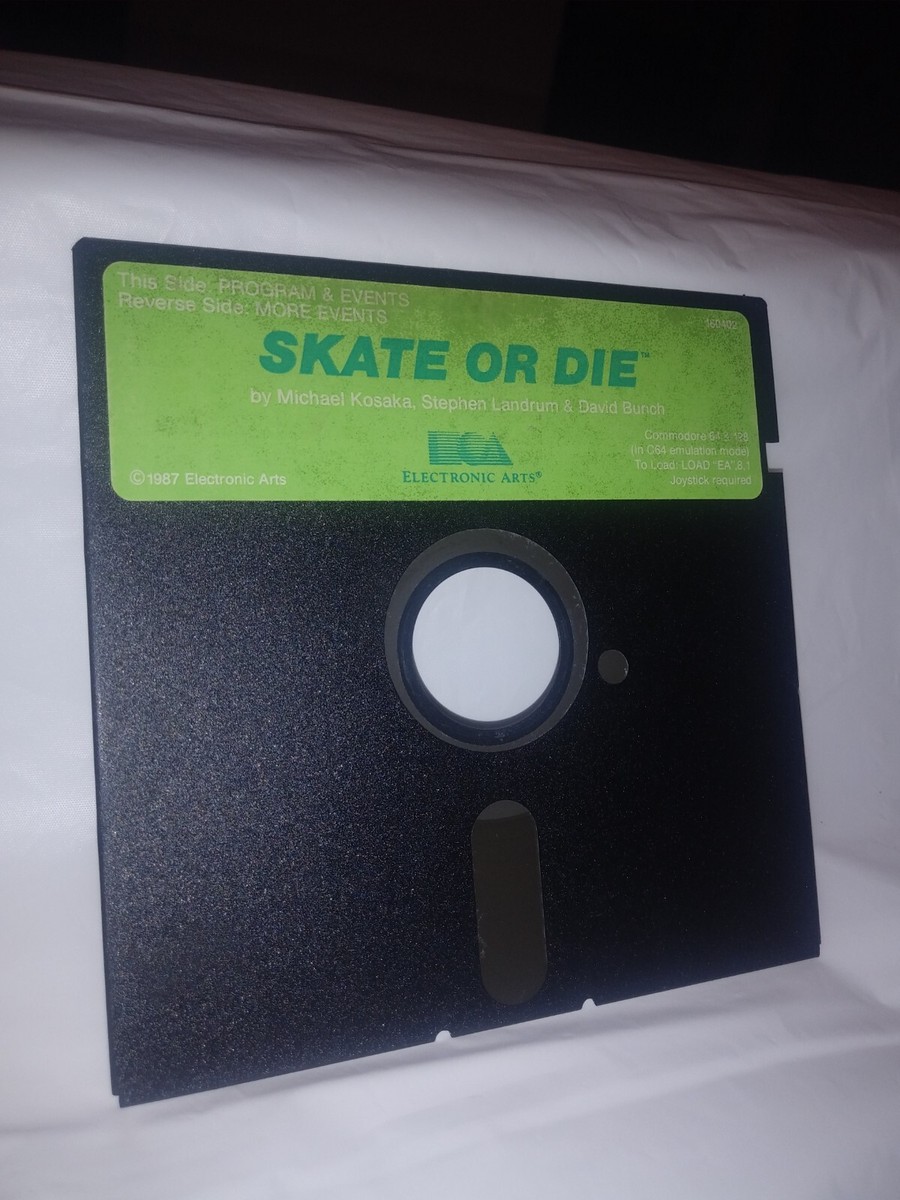 This Side: PROGRAM & EVENTS
Reverse Side: MORE EVENTS
160402
SKATE OR DIE™
by Michael Kosaka, Stephen Landrum & David Bunch
Commodore 64 & 128
(in C64 emulation mode)
To Load: LOAD "EA",8,1
Joystick required
©1987 Electronic Arts
ELECTRONIC ARTS®